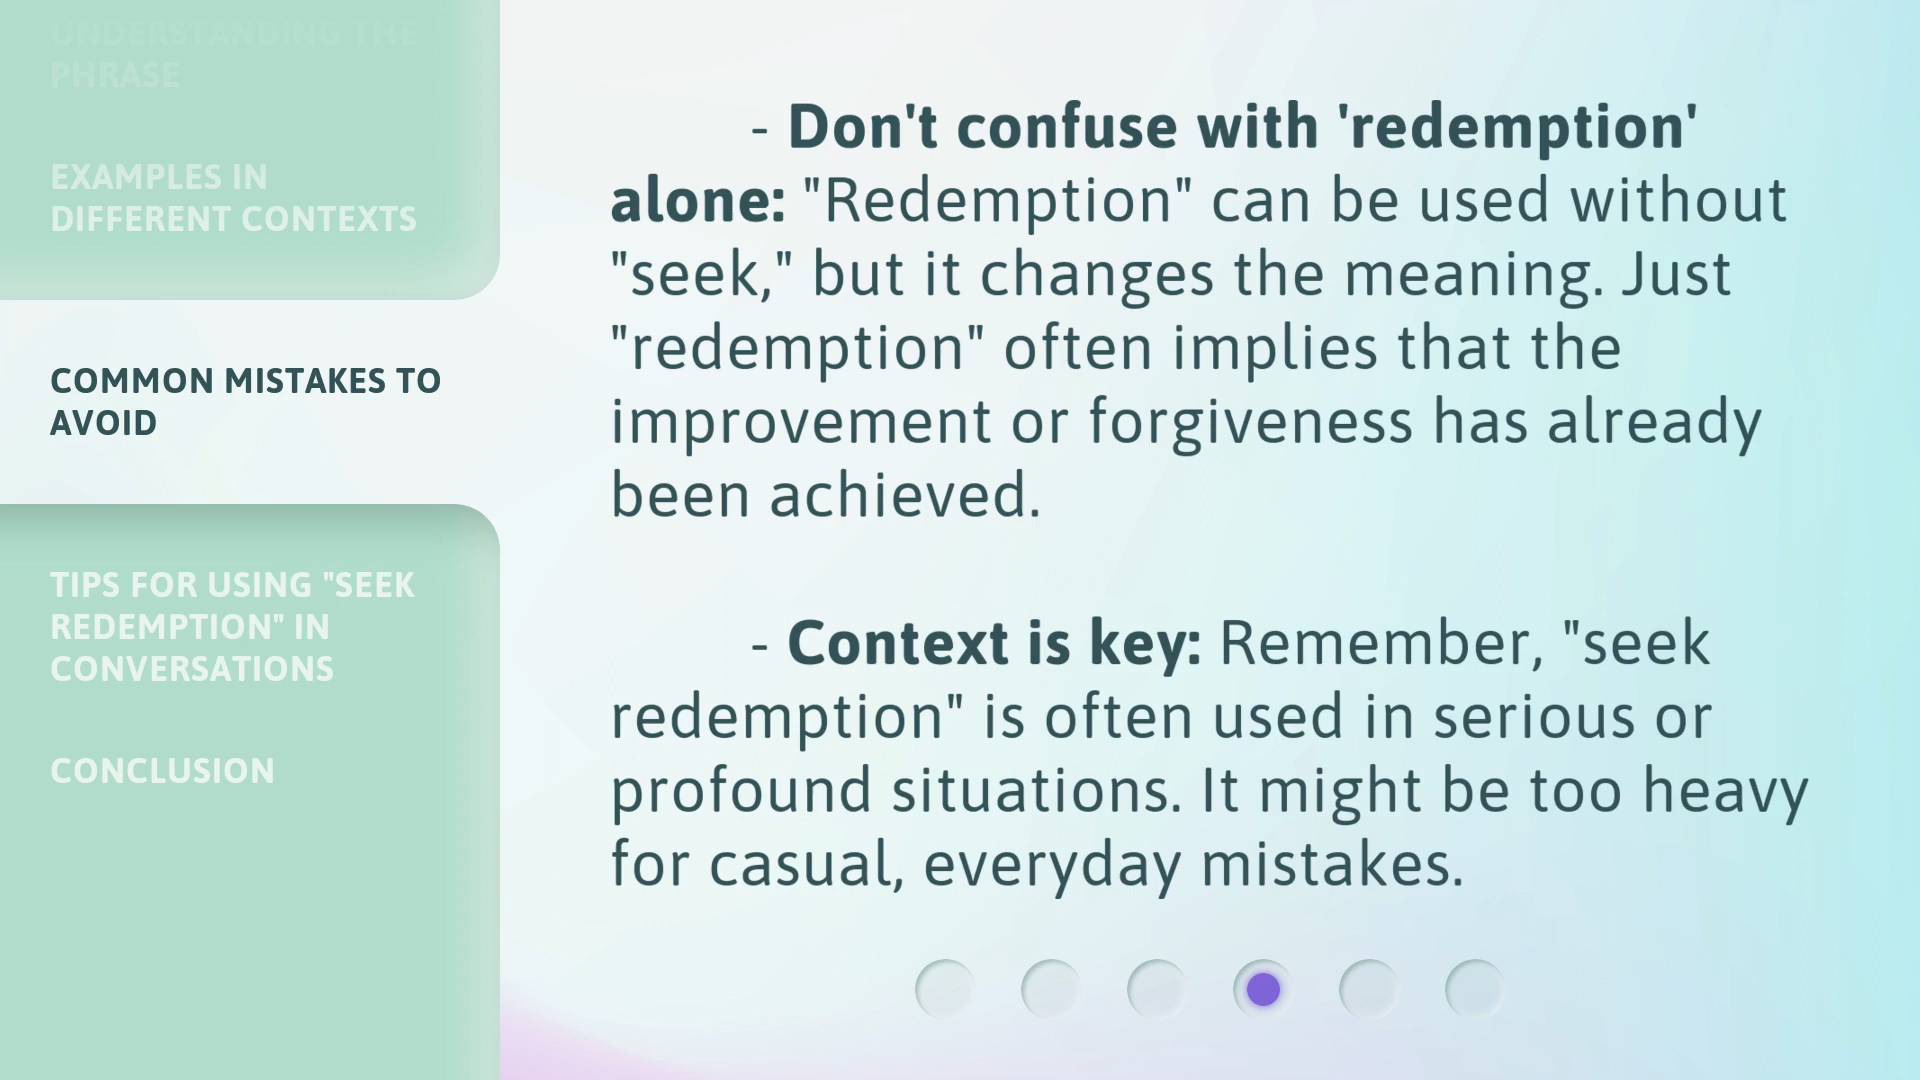 UNDERSTANDING THE
PHRASE
EXAMPLES IN
DIFFERENT CONTEXTS
COMMON MISTAKES TO
AVOID
TIPS FOR USING "SEEK
REDEMPTION" IN
CONVERSATIONS
CONCLUSION
- Don't confuse with 'redemption'
alone: "Redemption" can be used without
"seek," but it changes the meaning. Just
"redemption" often implies that the
improvement or forgiveness has already
been achieved.
- Context is key: Remember, "seek
redemption" is often used in serious or
profound situations. It might be too heavy
for casual, everyday mistakes.